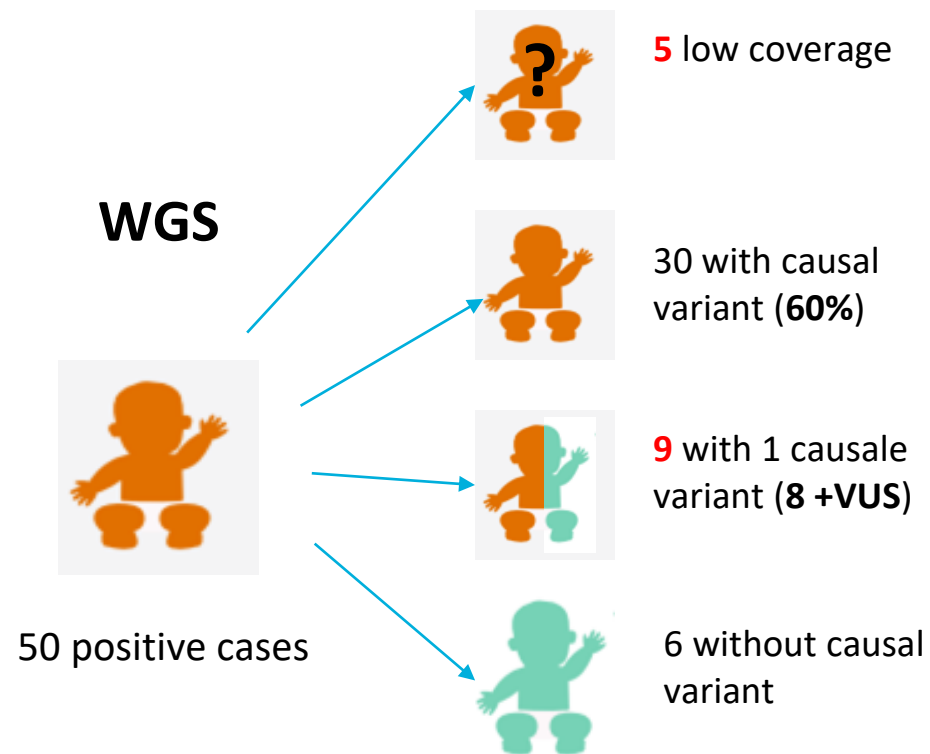 ?
5 low coverage
WGS
30 with causal
variant (60%)
9 with 1 causale
variant (8 +VUS)
50 positive cases
6 without causal
variant